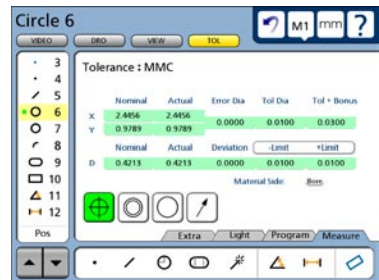 Circle 6
M1 mm ?
VIDEO DRO VIEW TOL
3
4
5
6
7
8
9
10
11
12
Pos
Tolerance : MMC
Nominal Actual Error Dia Tol Dia Tol + Bonus
X 2.4456 2.4456 0.0000 0.0100 0.0300
Y 0.9789 0.9789
Nominal Actual Deviation -Limit +Limit
D 0.4213 0.4213 0.0000 0.0100 0.0100
Material Side: Bore.
Extra Light Program Measure